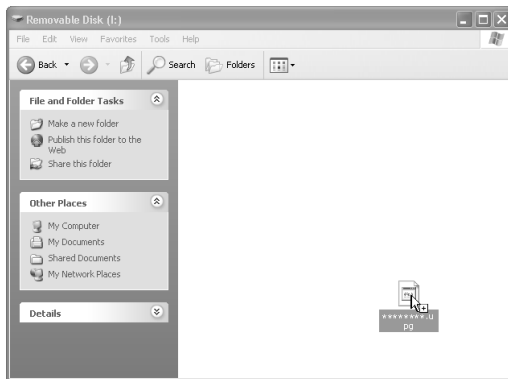 Removable Disk (I:)
File Edit View Favorites Tools Help
Back Search Folders
File and Folder Tasks
Make a new folder
Publish this folder to the
Web
Share this folder
Other Places
My Computer
My Documents
Shared Documents
My Network Places
Details
********.u
pg